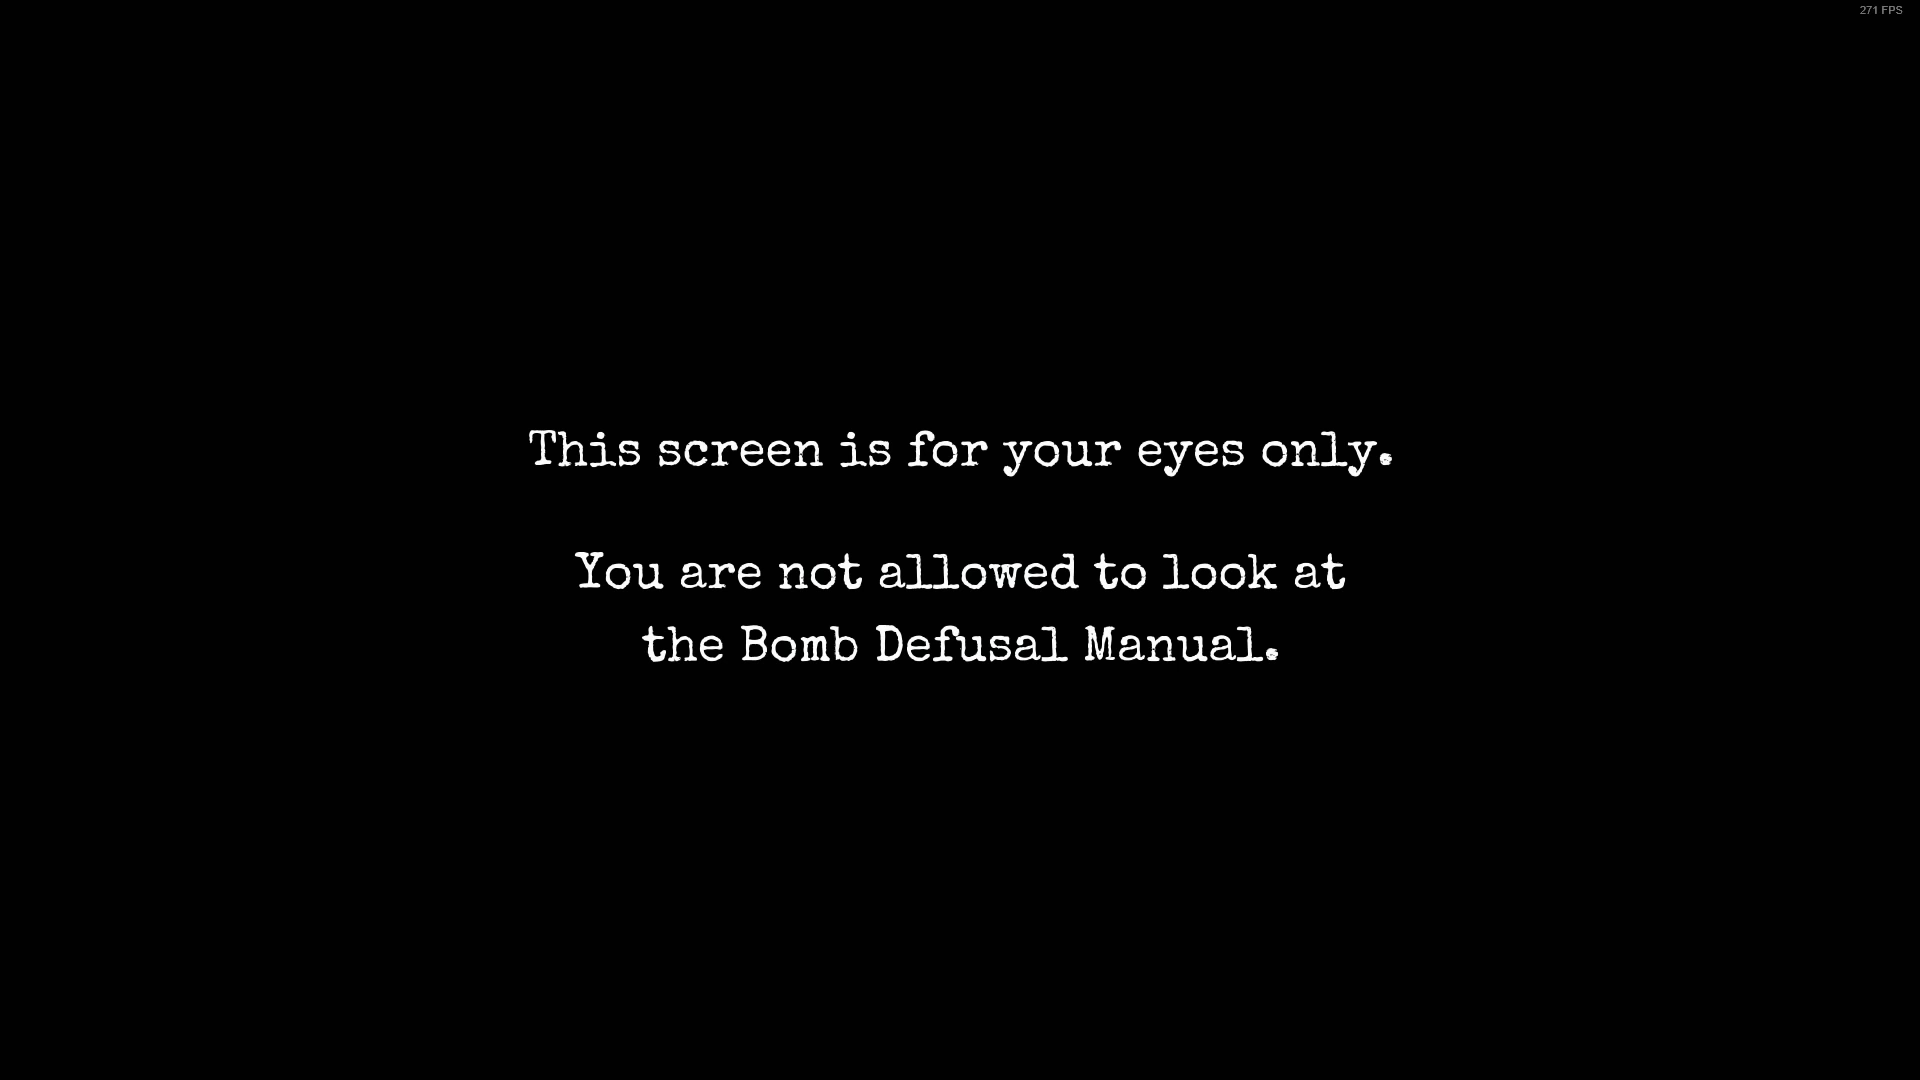 271 FPS
This screen is for your eyes only.
You are not allowed to look at
the Bomb Defusal Manual.